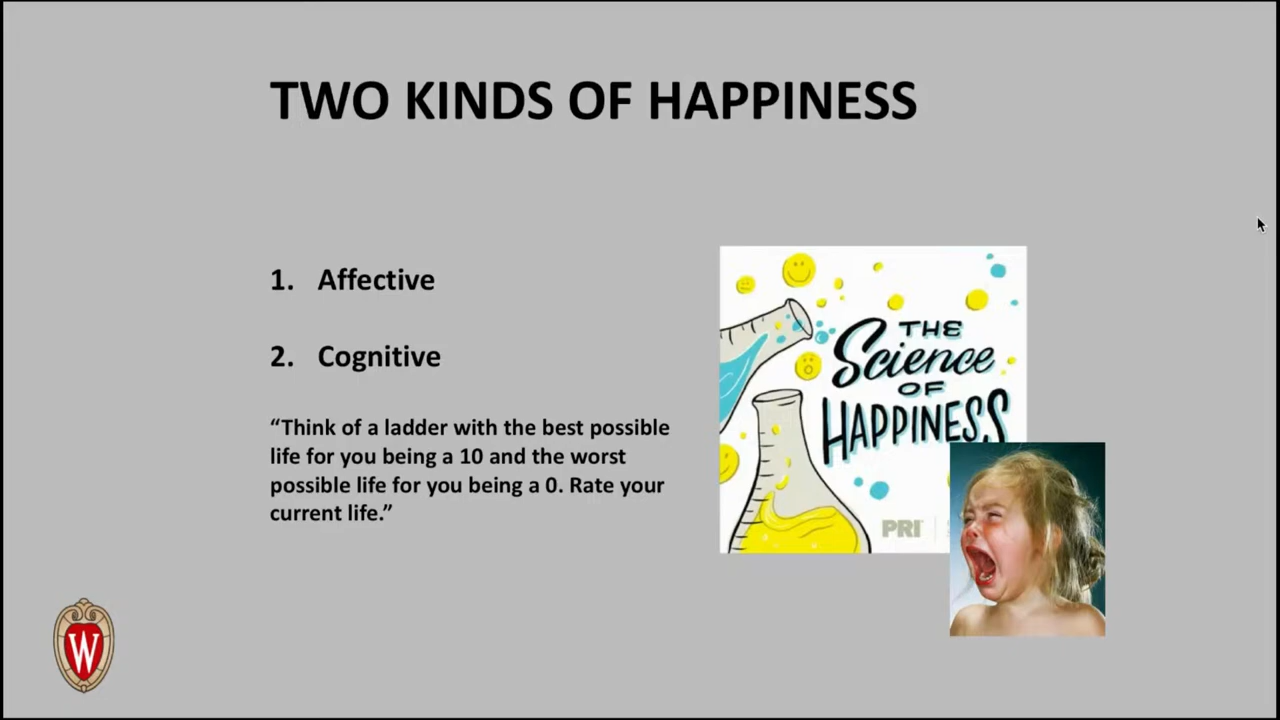 TWO KINDS OF HAPPINESS
1. Affective
2. Cognitive
“Think of a ladder with the best possible
life for you being a 10 and the worst
possible life for you being a 0. Rate your
current life.”
THE
Science
OF
HAPPINESS
PRI
W